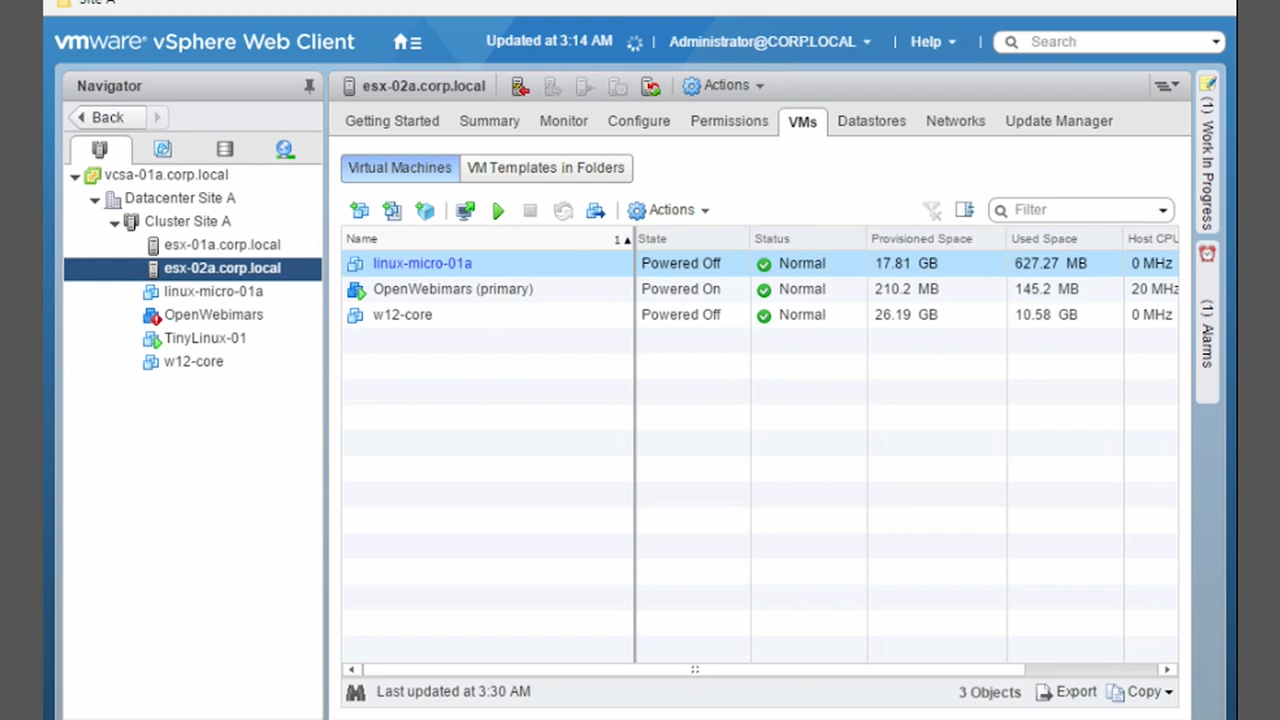 Site A
vmware® vSphere Web Client
Updated at 3:14 AM
Administrator@CORP.LOCAL
Help
Search
Navigator
Back
vcsa-01a.corp.local
Datacenter Site A
Cluster Site A
esx-01a.corp.local
esx-02a.corp.local
linux-micro-01a
OpenWebimars
TinyLinux-01
w12-core
esx-02a.corp.local
Actions
Getting Started Summary Monitor Configure Permissions VMs Datastores Networks Update Manager
Virtual Machines VM Templates in Folders
Actions
Filter
Name 1 State Status Provisioned Space Used Space Host CPU
linux-micro-01a Powered Off Normal 17.81 GB 627.27 MB 0 MHz
OpenWebimars (primary) Powered On Normal 210.2 MB 145.2 MB 20 MHz
w12-core Powered Off Normal 26.19 GB 10.58 GB 0 MHz
Last updated at 3:30 AM
3 Objects Export Copy
(1) Work In Progress
(1) Alarms